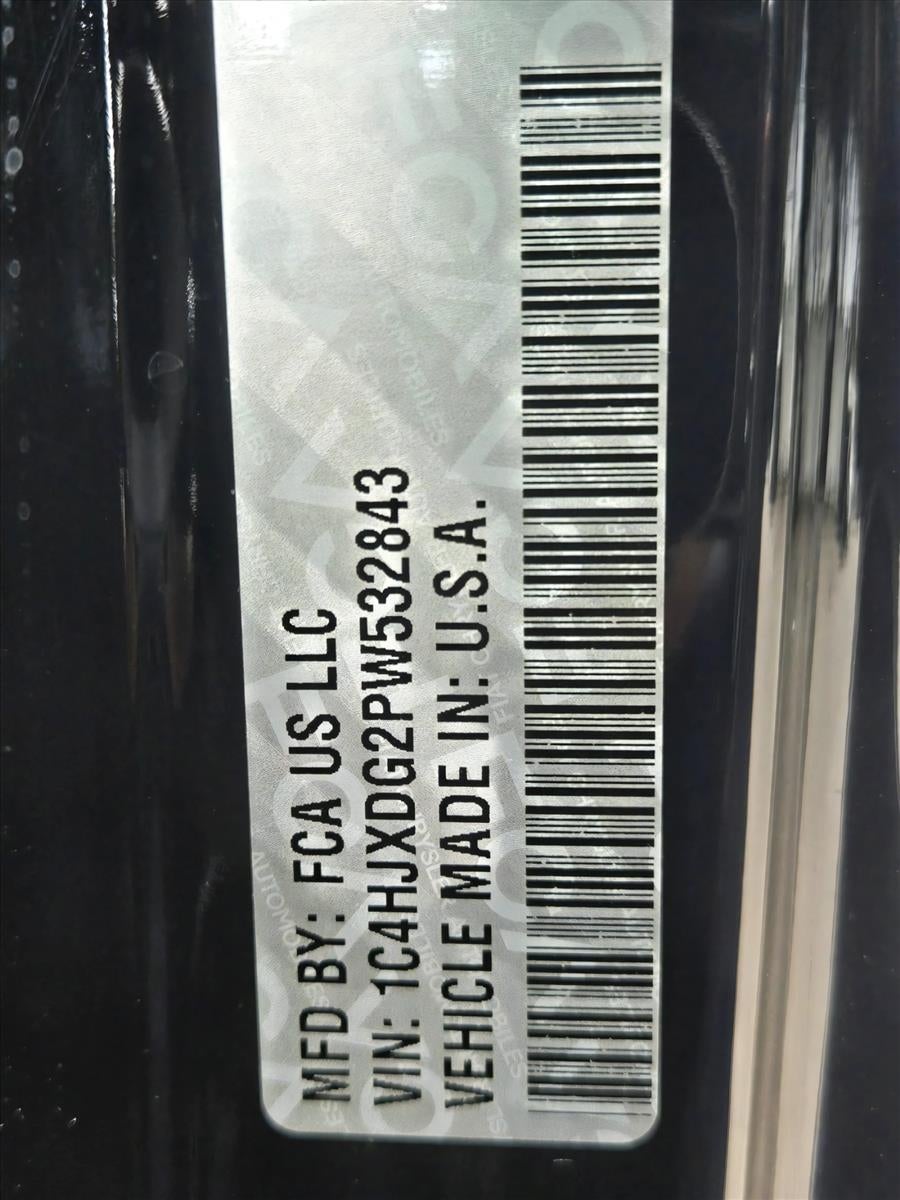 MFD BY: FCA US LLC
VIN: 1C4HJXDG2PW532843
VEHICLE MADE IN: U.S.A.